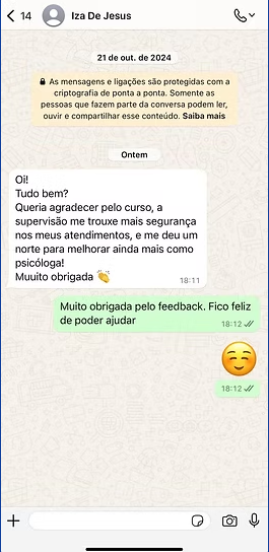 14 Iza De Jesus
21 de out. de 2024
As mensagens e ligações são protegidas com a
criptografia de ponta a ponta. Somente as
pessoas que fazem parte da conversa podem ler,
ouvir e compartilhar esse conteúdo. Saiba mais
Ontem
Oi!
Tudo bem?
Queria agradecer pelo curso, a
supervisão me trouxe mais segurança
nos meus atendimentos, e me deu um
norte para melhorar ainda mais como
psicóloga!
Muuito obrigada 👏
18:11
Muito obrigada pelo feedback. Fico feliz
de poder ajudar
18:12
☺️
18:12